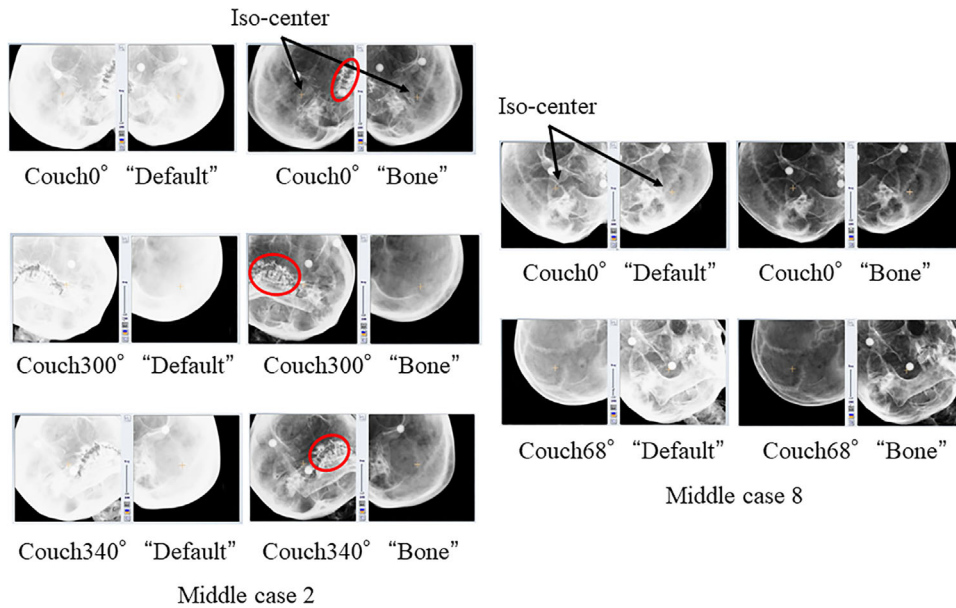 Iso-center
Couch0° “Default”
Couch0° “Bone”
Couch300° “Default”
Couch300° “Bone”
Couch340° “Default”
Couch340° “Bone”
Middle case 2
Iso-center
Couch0° “Default”
Couch0° “Bone”
Couch68° “Default”
Couch68° “Bone”
Middle case 8